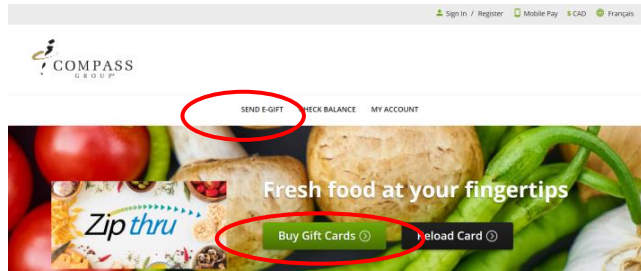 Sign In / Register Mobile Pay $ CAD Français
COMPASS
GROUP
SEND E-GIFT CHECK BALANCE MY ACCOUNT
Fresh food at your fingertips
Zip thru
Buy Gift Cards Reload Card